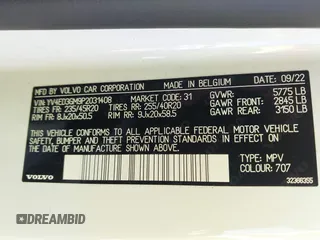 MFD BY VOLVO CAR CORPORATION MADE IN BELGIUM 09/22
VIN: YV4ED3GM9P2031408 MARKET CODE: 31 GVWR: 5775 LB
TIRES FR: 235/45R20 TIRES RR: 255/40R20 GAWR FRONT: 2845 LB
RIM FR: 8Jx20x50.5 RIM RR: 9Jx20x58.5 GAWR REAR: 3150 LB
THIS VEHICLE CONFORMS TO ALL APPLICABLE FEDERAL MOTOR VEHICLE
SAFETY, BUMPER AND THEFT PREVENTION STANDARDS IN EFFECT ON THE
DATE OF MANUFACTURE SHOWN ABOVE.
TYPE: MPV
COLOUR: 707
VOLVO
32366355
DREAMBID